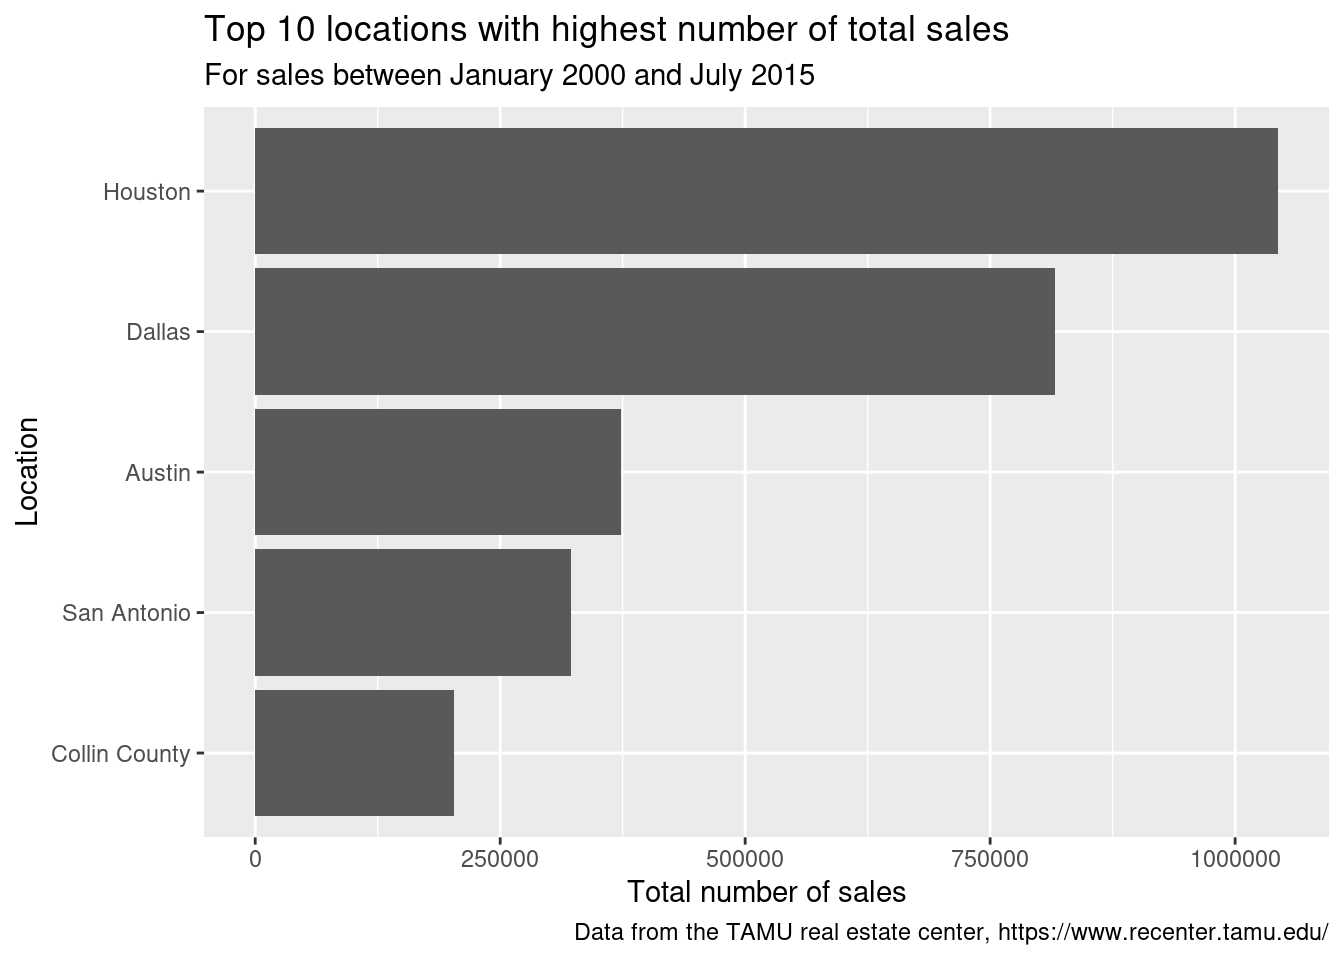 Top 10 locations with highest number of total sales
For sales between January 2000 and July 2015
Houston
Dallas
Austin
San Antonio
Collin County
Location
0 250000 500000 750000 1000000
Total number of sales
Data from the TAMU real estate center, https://www.recenter.tamu.edu/